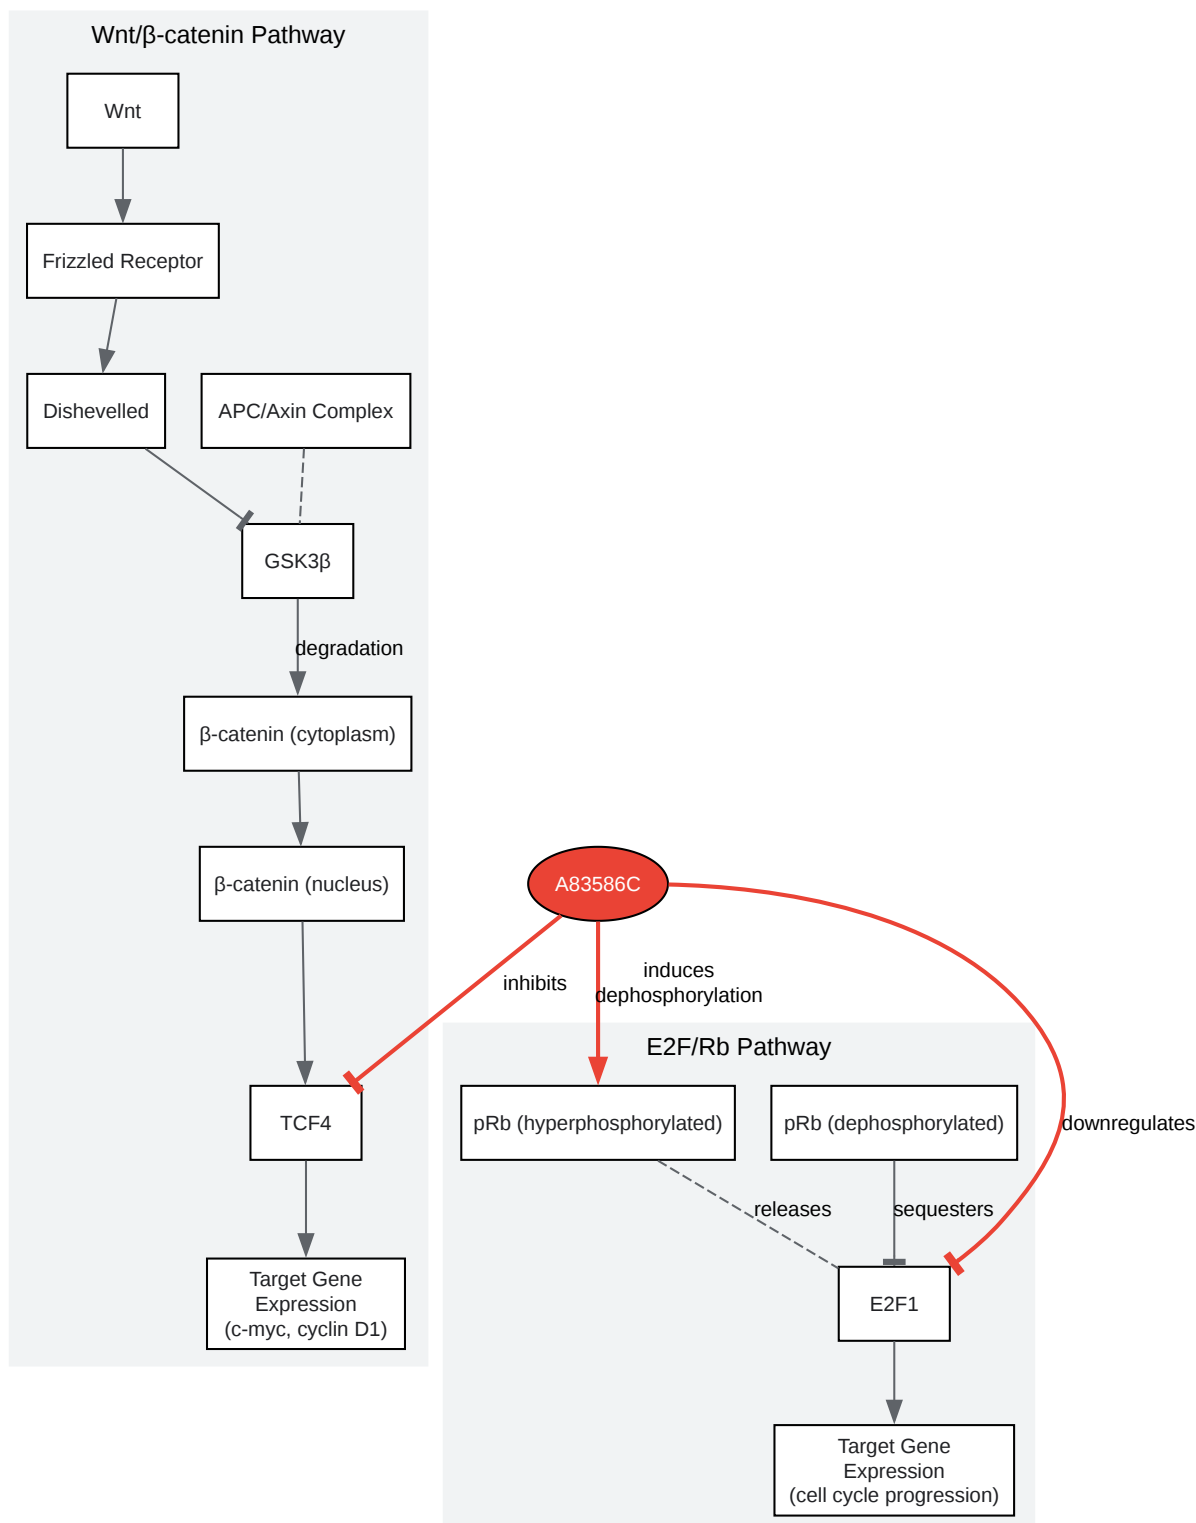 Wnt/β-catenin Pathway
Wnt
Frizzled Receptor
Dishevelled
APC/Axin Complex
GSK3β
degradation
β-catenin (cytoplasm)
β-catenin (nucleus)
A83586C
inhibits
induces
dephosphorylation
E2F/Rb Pathway
TCF4
pRb (hyperphosphorylated)
pRb (dephosphorylated)
downregulates
releases
sequesters
Target Gene
Expression
(c-myc, cyclin D1)
E2F1
Target Gene
Expression
(cell cycle progression)